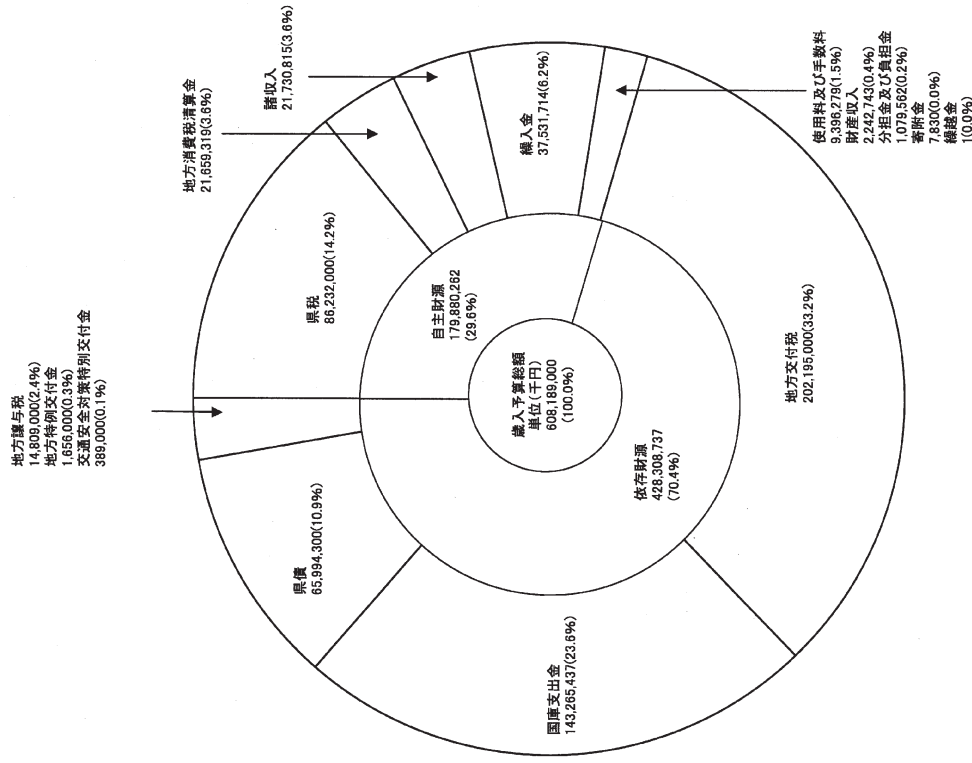 歳入予算総額
単位(千円)
608,189,000
(100.0%)
自主財源
179,880,262
(29.6%)
依存財源
428,308,737
(70.4%)
県税
86,232,000(14.2%)
地方消費税清算金
21,659,319(3.6%)
諸収入
21,730,815(3.6%)
繰入金
37,531,714(6.2%)
使用料及び手数料
9,396,279(1.5%)
財産収入
2,242,743(0.4%)
分担金及び負担金
1,079,562(0.2%)
寄附金
7,830(0.0%)
繰越金
1(0.0%)
地方交付税
202,195,000(33.2%)
国庫支出金
143,265,437(23.6%)
県債
65,994,300(10.9%)
地方譲与税
14,809,000(2.4%)
地方特例交付金
1,656,000(0.3%)
交通安全対策特別交付金
389,000(0.1%)